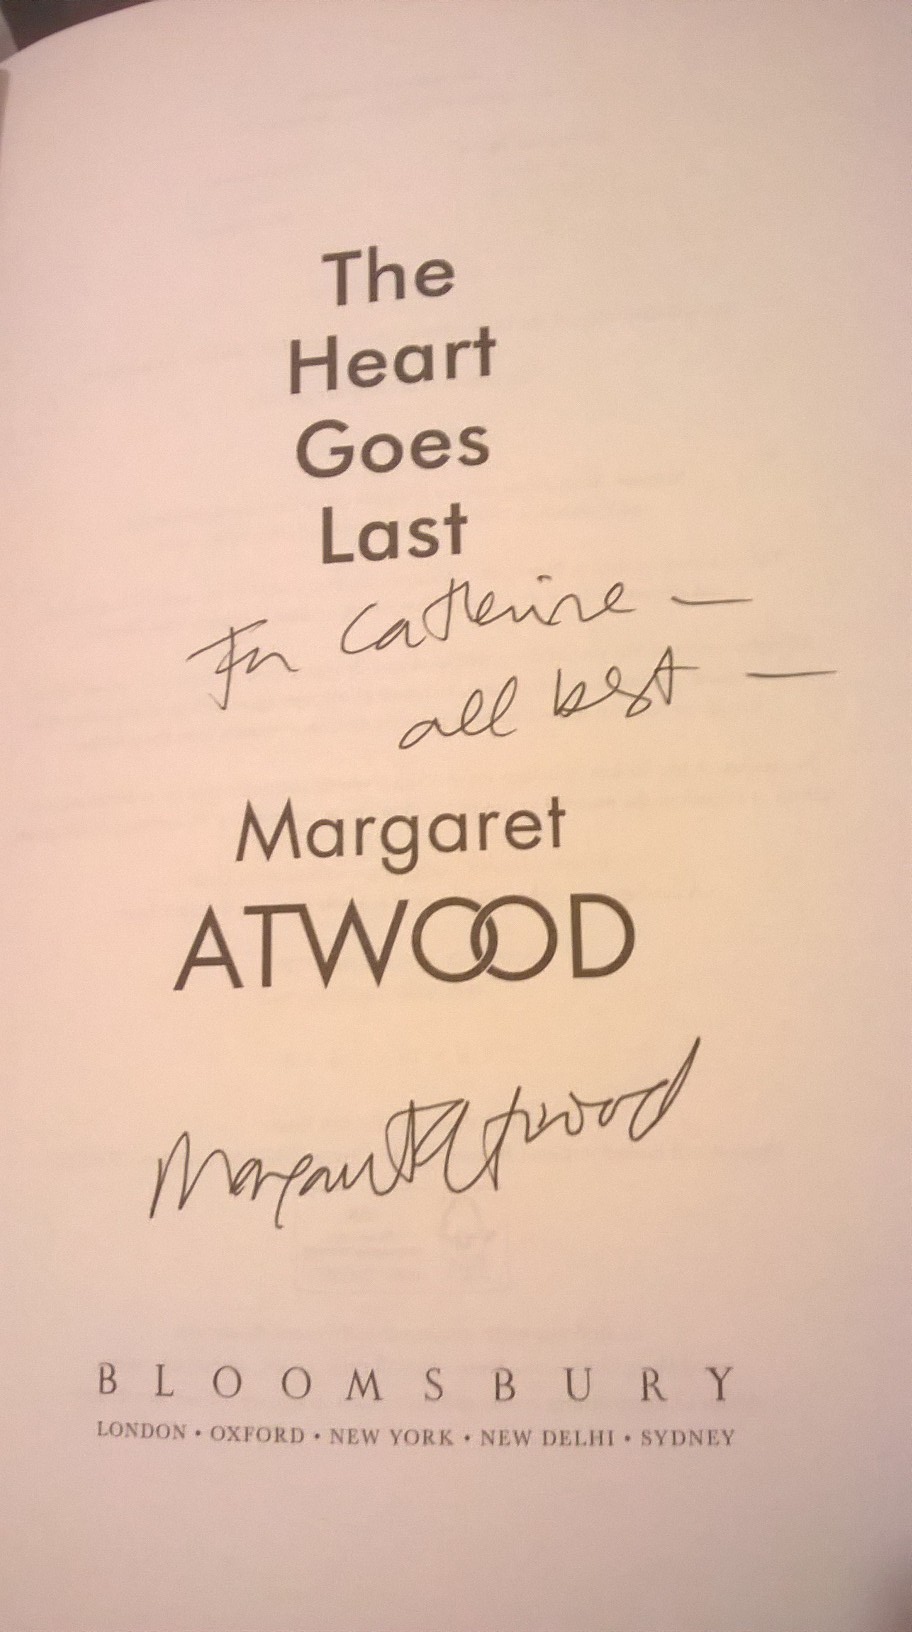 The
Heart
Goes
Last
For Catherine —
all best —
Margaret
ATWOOD
Margaret Atwood
BLOOMSBURY
LONDON • OXFORD • NEW YORK • NEW DELHI • SYDNEY